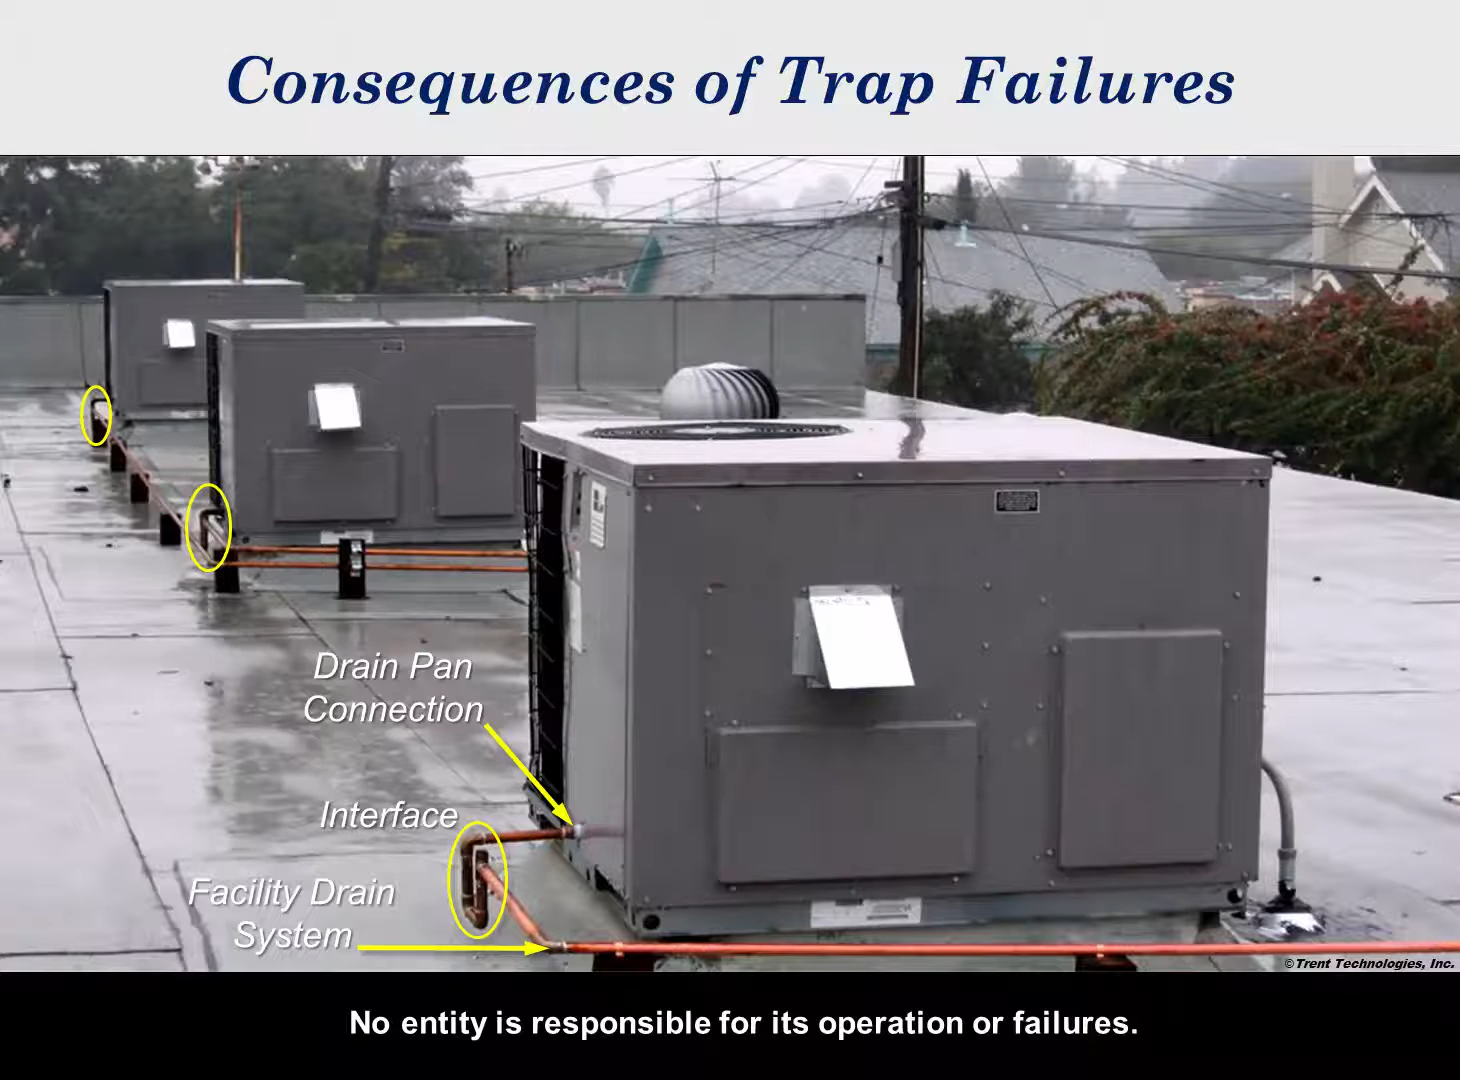 Consequences of Trap Failures
Drain Pan
Connection
Interface
Facility Drain
System
©Trent Technologies, Inc.
No entity is responsible for its operation or failures.